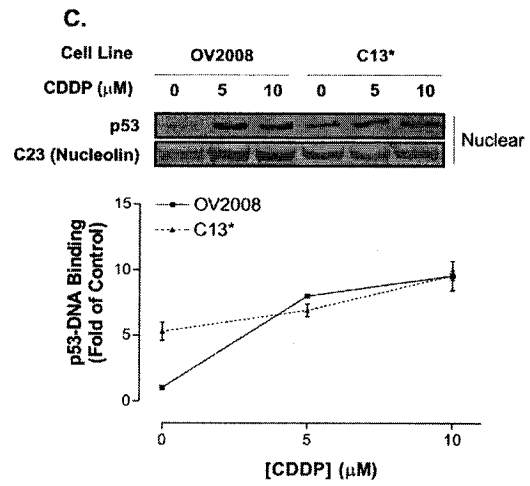 C.
Cell Line OV2008 C13*
CDDP (μM) 0 5 10 0 5 10
p53
C23 (Nucleolin)
Nuclear
15
10
5
0
p53-DNA Binding
(Fold of Control)
OV2008
C13*
0 5 10
[CDDP] (μM)